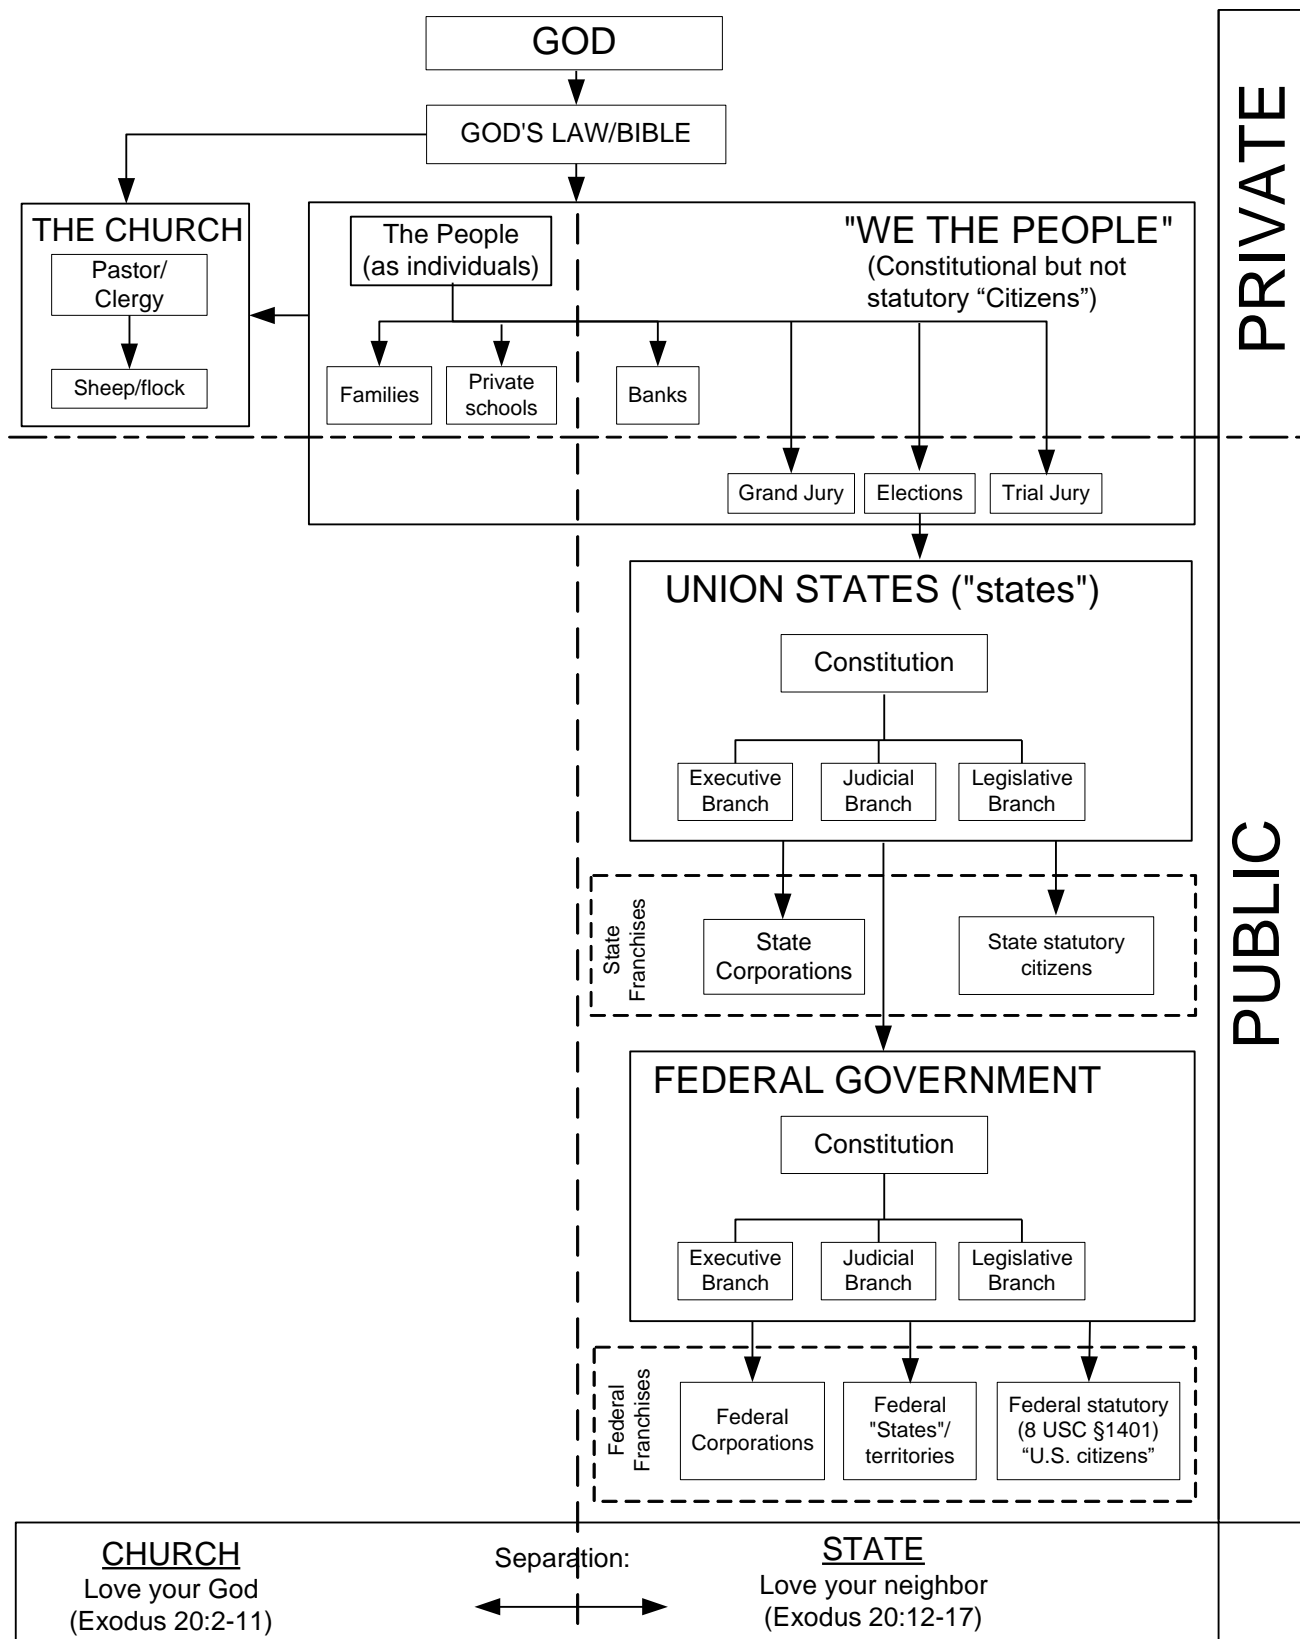 GOD
GOD'S LAW/BIBLE
PRIVATE
THE CHURCH
Pastor/
Clergy
Sheep/flock
The People
(as individuals)
"WE THE PEOPLE"
(Constitutional but not
statutory “Citizens”)
Families
Private
schools
Banks
Grand Jury
Elections
Trial Jury
UNION STATES ("states")
Constitution
Executive
Branch
Judicial
Branch
Legislative
Branch
PUBLIC
State
Franchises
State
Corporations
State statutory
citizens
FEDERAL GOVERNMENT
Constitution
Executive
Branch
Judicial
Branch
Legislative
Branch
Federal
Franchises
Federal
Corporations
Federal
"States"/
territories
Federal statutory
(8 USC §1401)
“U.S. citizens”
CHURCH
Love your God
(Exodus 20:2-11)
Separation:
STATE
Love your neighbor
(Exodus 20:12-17)